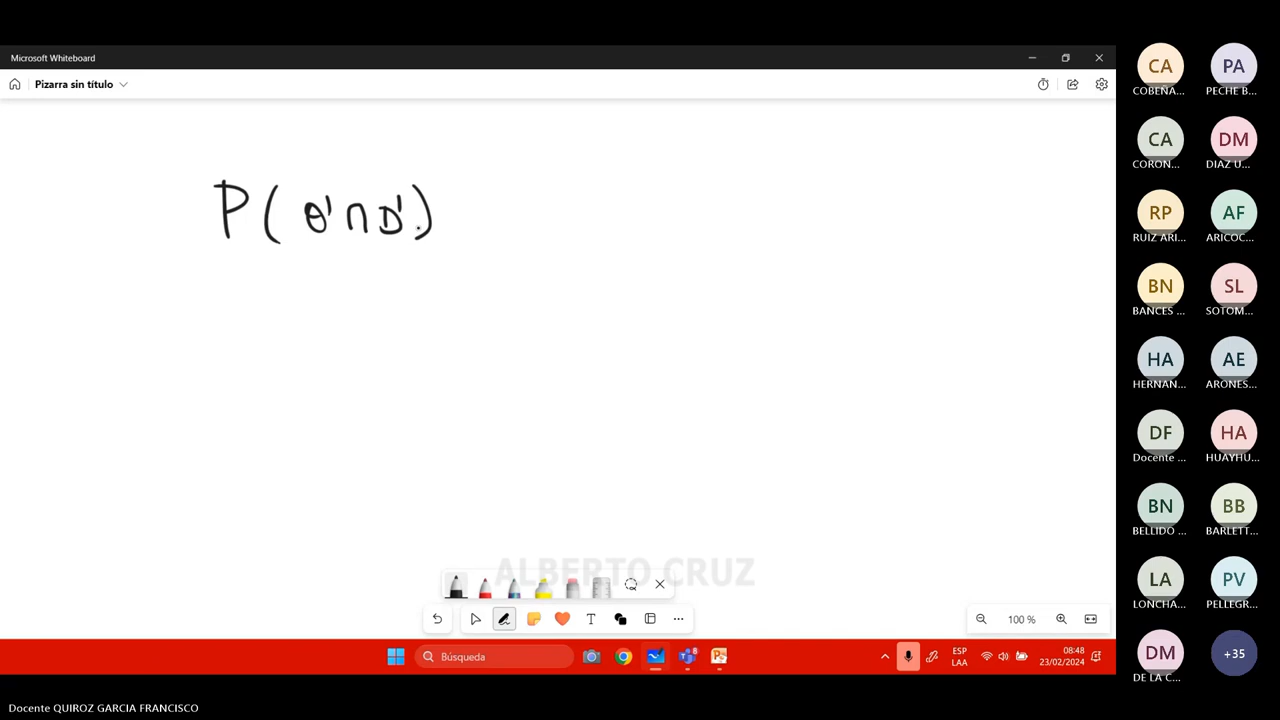 Microsoft Whiteboard
Pizarra sin título
P( θ' ∩ D')
ALBERTO CRUZ
T
100 %
Búsqueda
8
ESP
LAA
08:48
23/02/2024
CA
COBEÑA...
PA
PECHE B...
CA
CORON...
DM
DIAZ U...
RP
RUIZ ARI...
AF
ARICOC...
BN
BANCES ...
SL
SOTOM...
HA
HERNAN...
AE
ARONES...
DF
Docente ...
HA
HUAYHU...
BN
BELLIDO ...
BB
BARLETT...
LA
LONCHA...
PV
PELLEGR...
DM
DE LA C...
+35
Docente QUIROZ GARCIA FRANCISCO